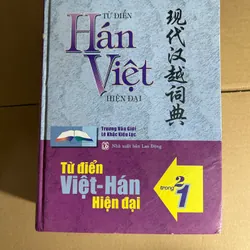 TỪ ĐIỂN
Hán
Việt
HIỆN ĐẠI
现代汉越词典
Trương Văn Giới
Lê Khắc Kiều Lục
Nhà xuất bản Lao Động
Từ điển
Việt-Hán
Hiện đại
2 trong 1